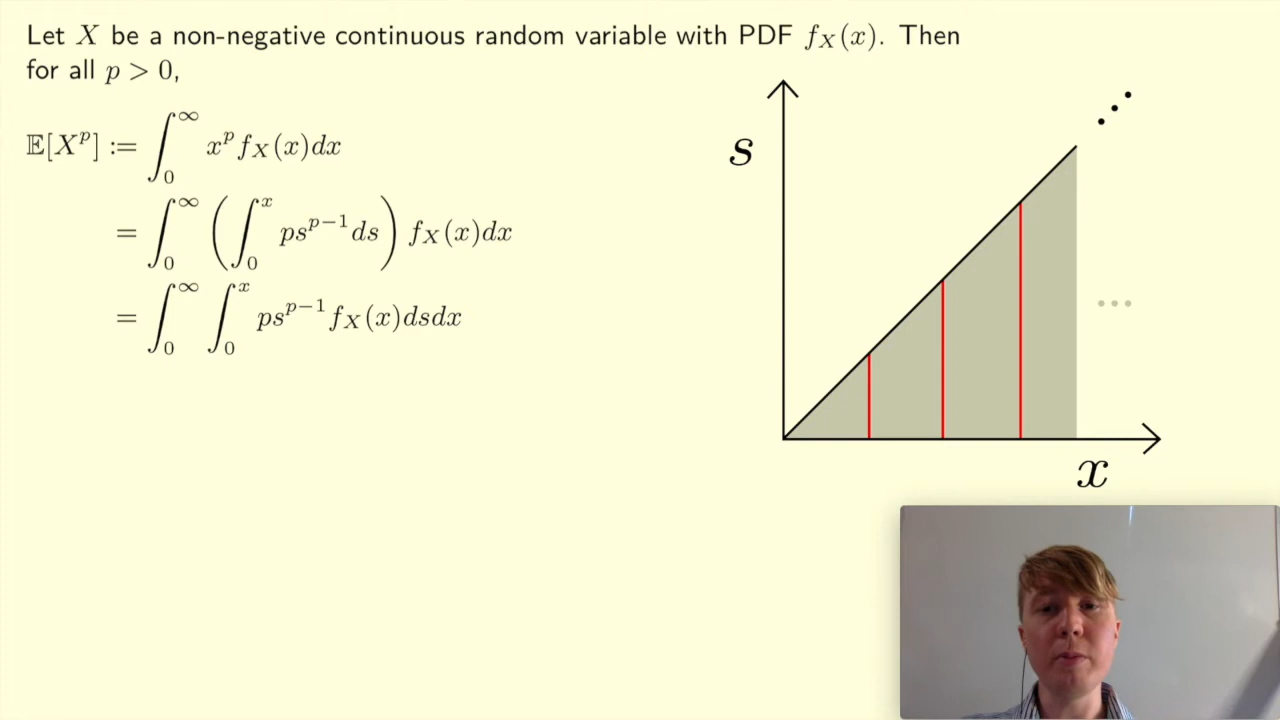 Let X be a non-negative continuous random variable with PDF f_X(x). Then
for all p > 0,
𝔼[X^p] := ∫_0^∞ x^p f_X(x)dx
= ∫_0^∞ (∫_0^x ps^{p−1}ds) f_X(x)dx
= ∫_0^∞ ∫_0^x ps^{p−1} f_X(x)dsdx
s
x